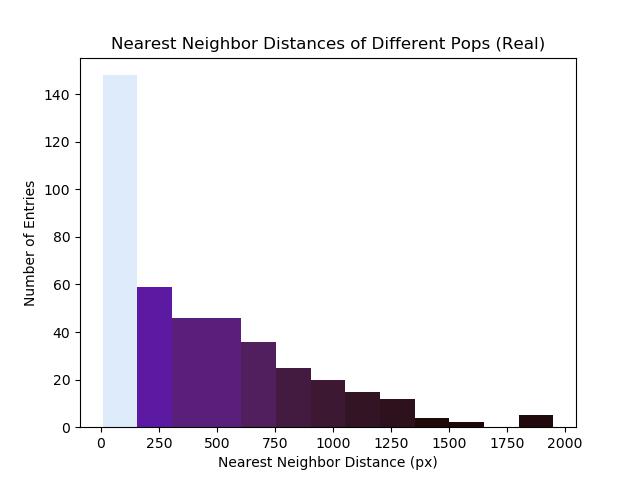 Nearest Neighbor Distances of Different Pops (Real)
140
120
100
80
60
40
20
0
Number of Entries
0 250 500 750 1000 1250 1500 1750 2000
Nearest Neighbor Distance (px)